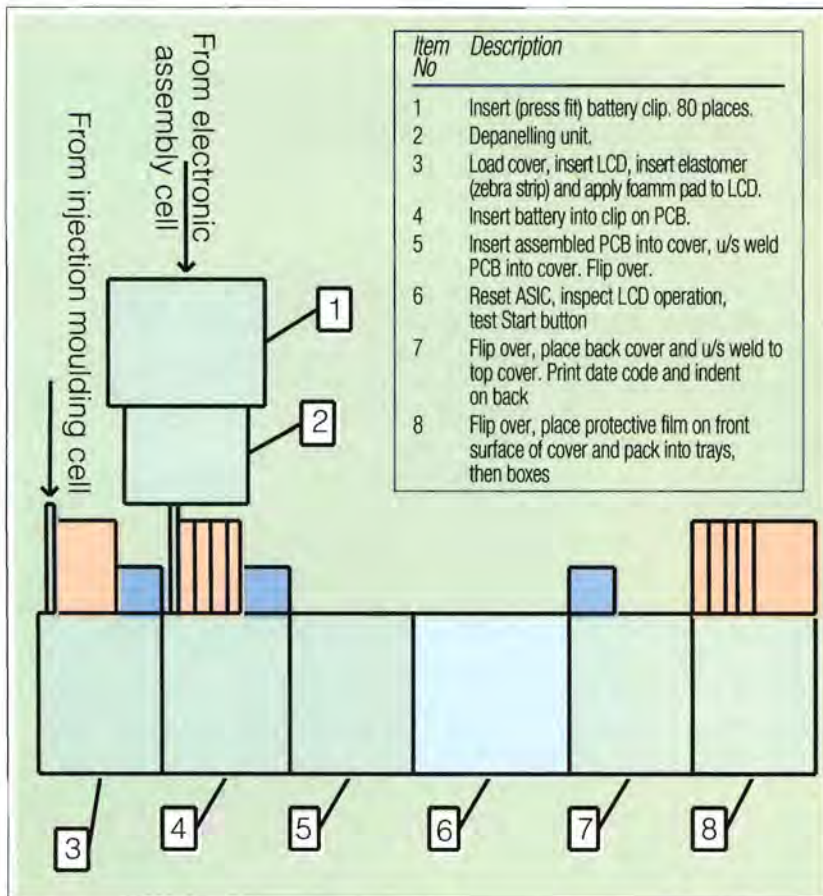 From injection moulding cell
From electronic
assembly cell
Item
No
Description
1 Insert (press fit) battery clip. 80 places.
2 Depanelling unit.
3 Load cover, insert LCD, insert elastomer
(zebra strip) and apply foamm pad to LCD.
4 Insert battery into clip on PCB.
5 Insert assembled PCB into cover, u/s weld
PCB into cover. Flip over.
6 Reset ASIC, inspect LCD operation,
test Start button
7 Flip over, place back cover and u/s weld to
top cover. Print date code and indent
on back
8 Flip over, place protective film on front
surface of cover and pack into trays,
then boxes
1
2
3
4
5
6
7
8